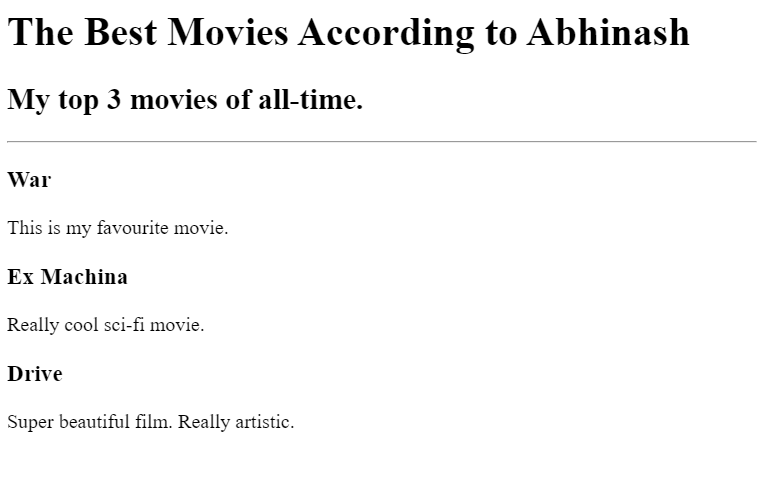 The Best Movies According to Abhinash
My top 3 movies of all-time.
War
This is my favourite movie.
Ex Machina
Really cool sci-fi movie.
Drive
Super beautiful film. Really artistic.